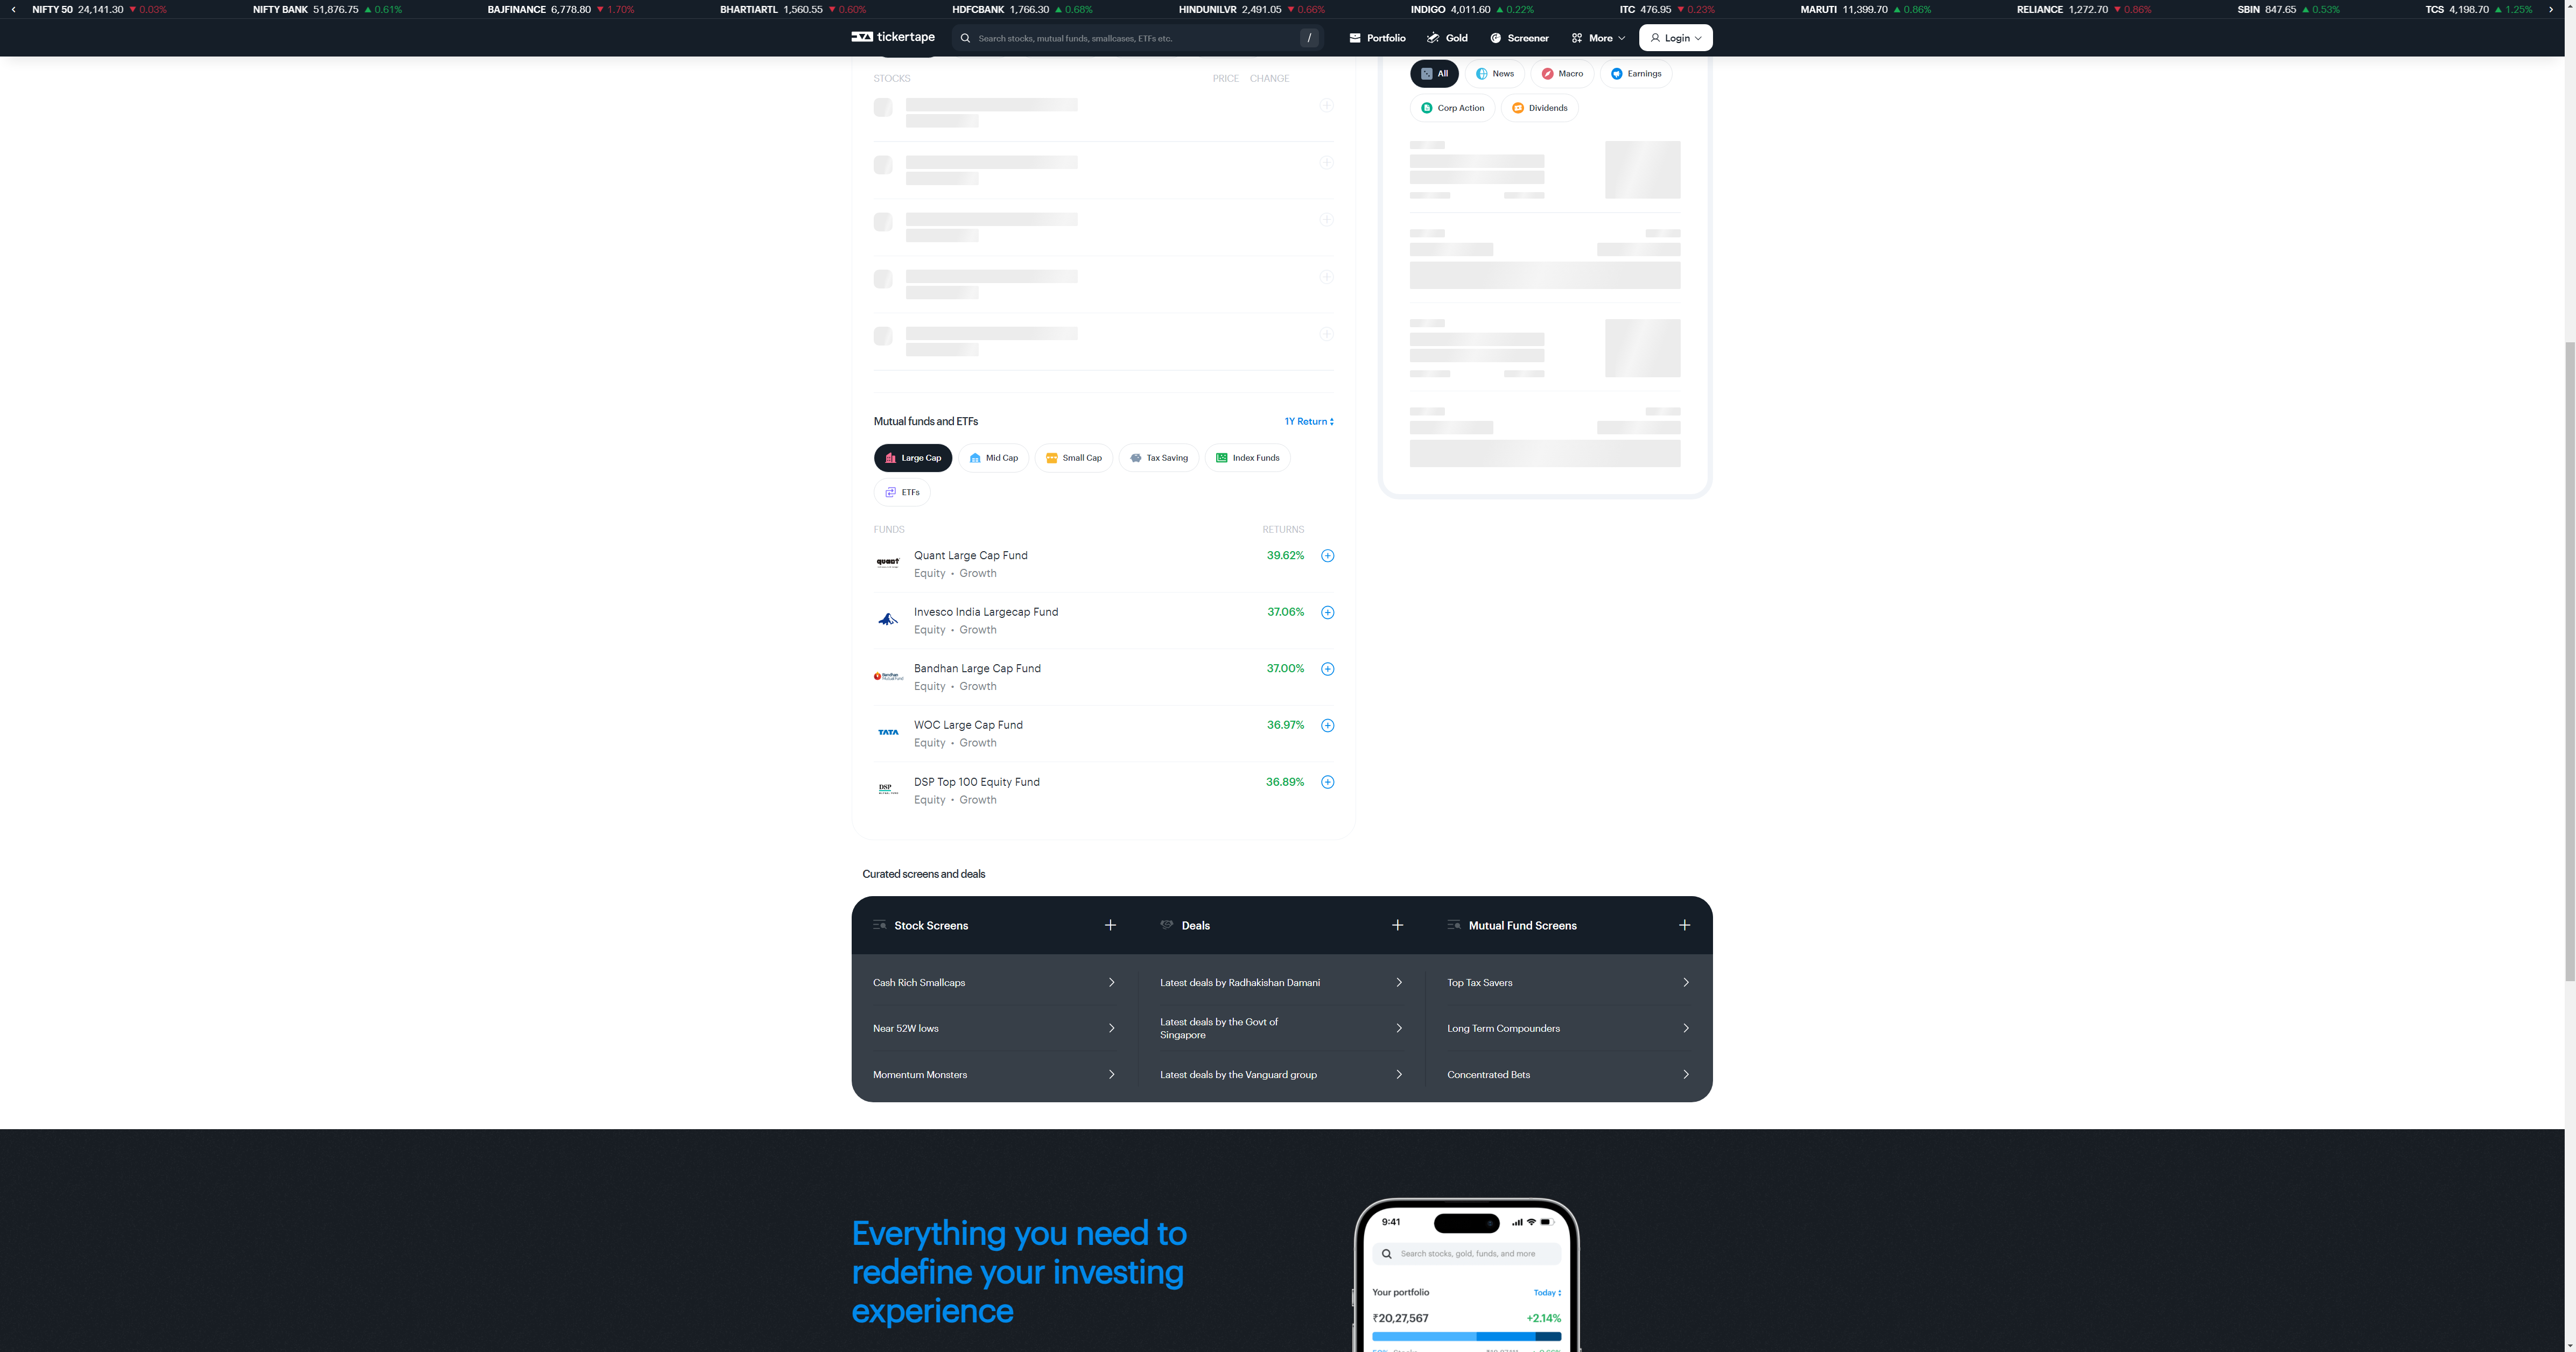 NIFTY 50 24,141.30 ▼ 0.03% NIFTY BANK 51,876.75 ▲ 0.61% BAJFINANCE 6,778.80 ▼ 1.70% BHARTIARTL 1,560.55 ▼ 0.60% HDFCBANK 1,766.30 ▲ 0.68% HINDUNILVR 2,491.05 ▼ 0.66% INDIGO 4,011.60 ▲ 0.22% ITC 476.95 ▼ 0.23% MARUTI 11,399.70 ▲ 0.86% RELIANCE 1,272.70 ▼ 0.86% SBIN 847.65 ▲ 0.53% TCS 4,198.70 ▲ 1.25%
tickertape Search stocks, mutual funds, smallcases, ETFs etc. / Portfolio Gold Screener More Login
STOCKS PRICE CHANGE
All News Macro Earnings
Corp Action Dividends
Mutual funds and ETFs 1Y Return
Large Cap Mid Cap Small Cap Tax Saving Index Funds
ETFs
FUNDS RETURNS
quant Quant Large Cap Fund 39.62%
Equity • Growth
Invesco India Largecap Fund 37.06%
Equity • Growth
Bandhan Large Cap Fund 37.00%
Bandhan Mutual Fund Equity • Growth
WOC Large Cap Fund 36.97%
TATA Equity • Growth
DSP Top 100 Equity Fund 36.89%
DSP Equity • Growth
Curated screens and deals
Stock Screens Deals Mutual Fund Screens
Cash Rich Smallcaps Latest deals by Radhakishan Damani Top Tax Savers
Near 52W lows Latest deals by the Govt of Singapore Long Term Compounders
Momentum Monsters Latest deals by the Vanguard group Concentrated Bets
Everything you need to
redefine your investing
experience
9:41
Search stocks, gold, funds, and more
Your portfolio Today
₹20,27,567 +2.14%